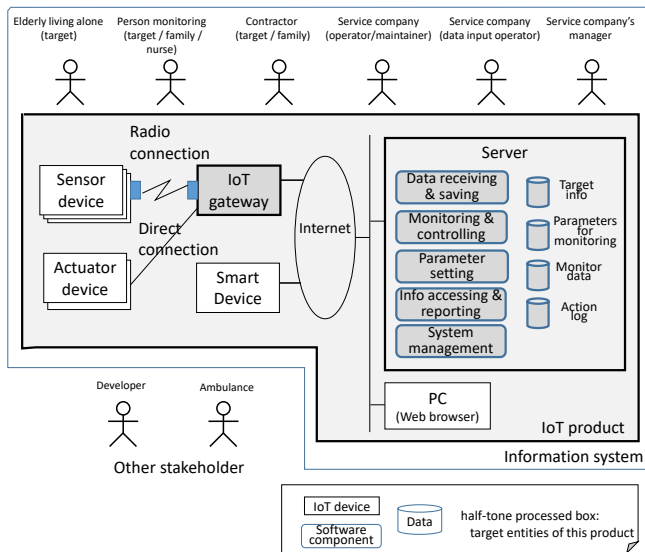 Elderly living alone
(target)
Person monitoring
(target / family /
nurse)
Contractor
(target / family)
Service company
(operator/maintainer)
Service company
(data input operator)
Service company's
manager
Radio
connection
Sensor
device
IoT
gateway
Direct
connection
Actuator
device
Smart
Device
Internet
Server
Data receiving
& saving
Monitoring &
controlling
Parameter
setting
Info accessing &
reporting
System
management
Target
info
Parameters
for
monitoring
Monitor
data
Action
log
PC
(Web browser)
IoT product
Information system
Developer
Ambulance
Other stakeholder
IoT device
Software
component
Data
half-tone processed box:
target entities of this product